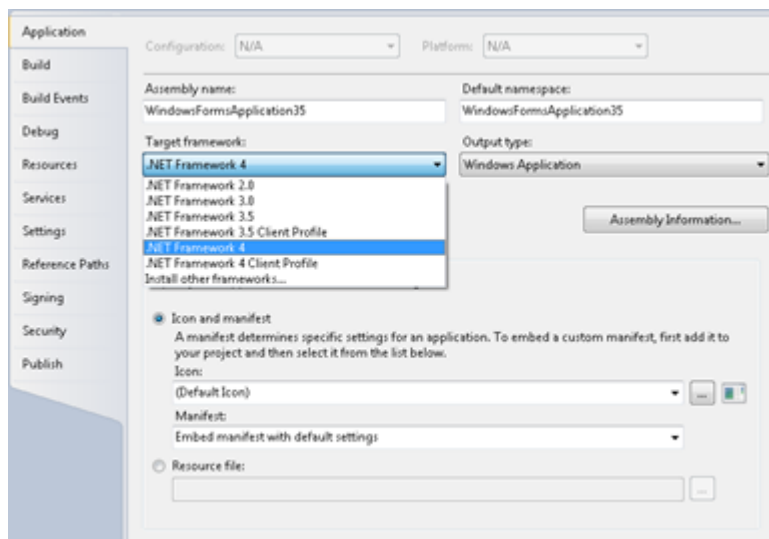 Application
Build
Build Events
Debug
Resources
Services
Settings
Reference Paths
Signing
Security
Publish
Configuration: N/A Platform: N/A
Assembly name: Default namespace:
WindowsFormsApplication35 WindowsFormsApplication35
Target framework: Output type:
.NET Framework 4 Windows Application
.NET Framework 2.0
.NET Framework 3.0
.NET Framework 3.5
.NET Framework 3.5 Client Profile
.NET Framework 4
.NET Framework 4 Client Profile
Install other frameworks...
Assembly Information...
Icon and manifest
A manifest determines specific settings for an application. To embed a custom manifest, first add it to
your project and then select it from the list below.
Icon:
(Default Icon) ...
Manifest:
Embed manifest with default settings
Resource file:
...